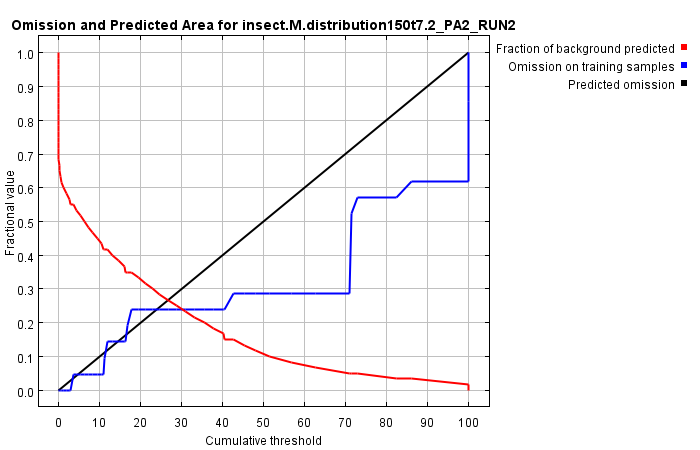 Omission and Predicted Area for insect.M.distribution150t7.2_PA2_RUN2
Fraction of background predicted
Omission on training samples
Predicted omission
1.0
0.9
0.8
0.7
0.6
0.5
0.4
0.3
0.2
0.1
0.0
Fractional value
0 10 20 30 40 50 60 70 80 90 100
Cumulative threshold